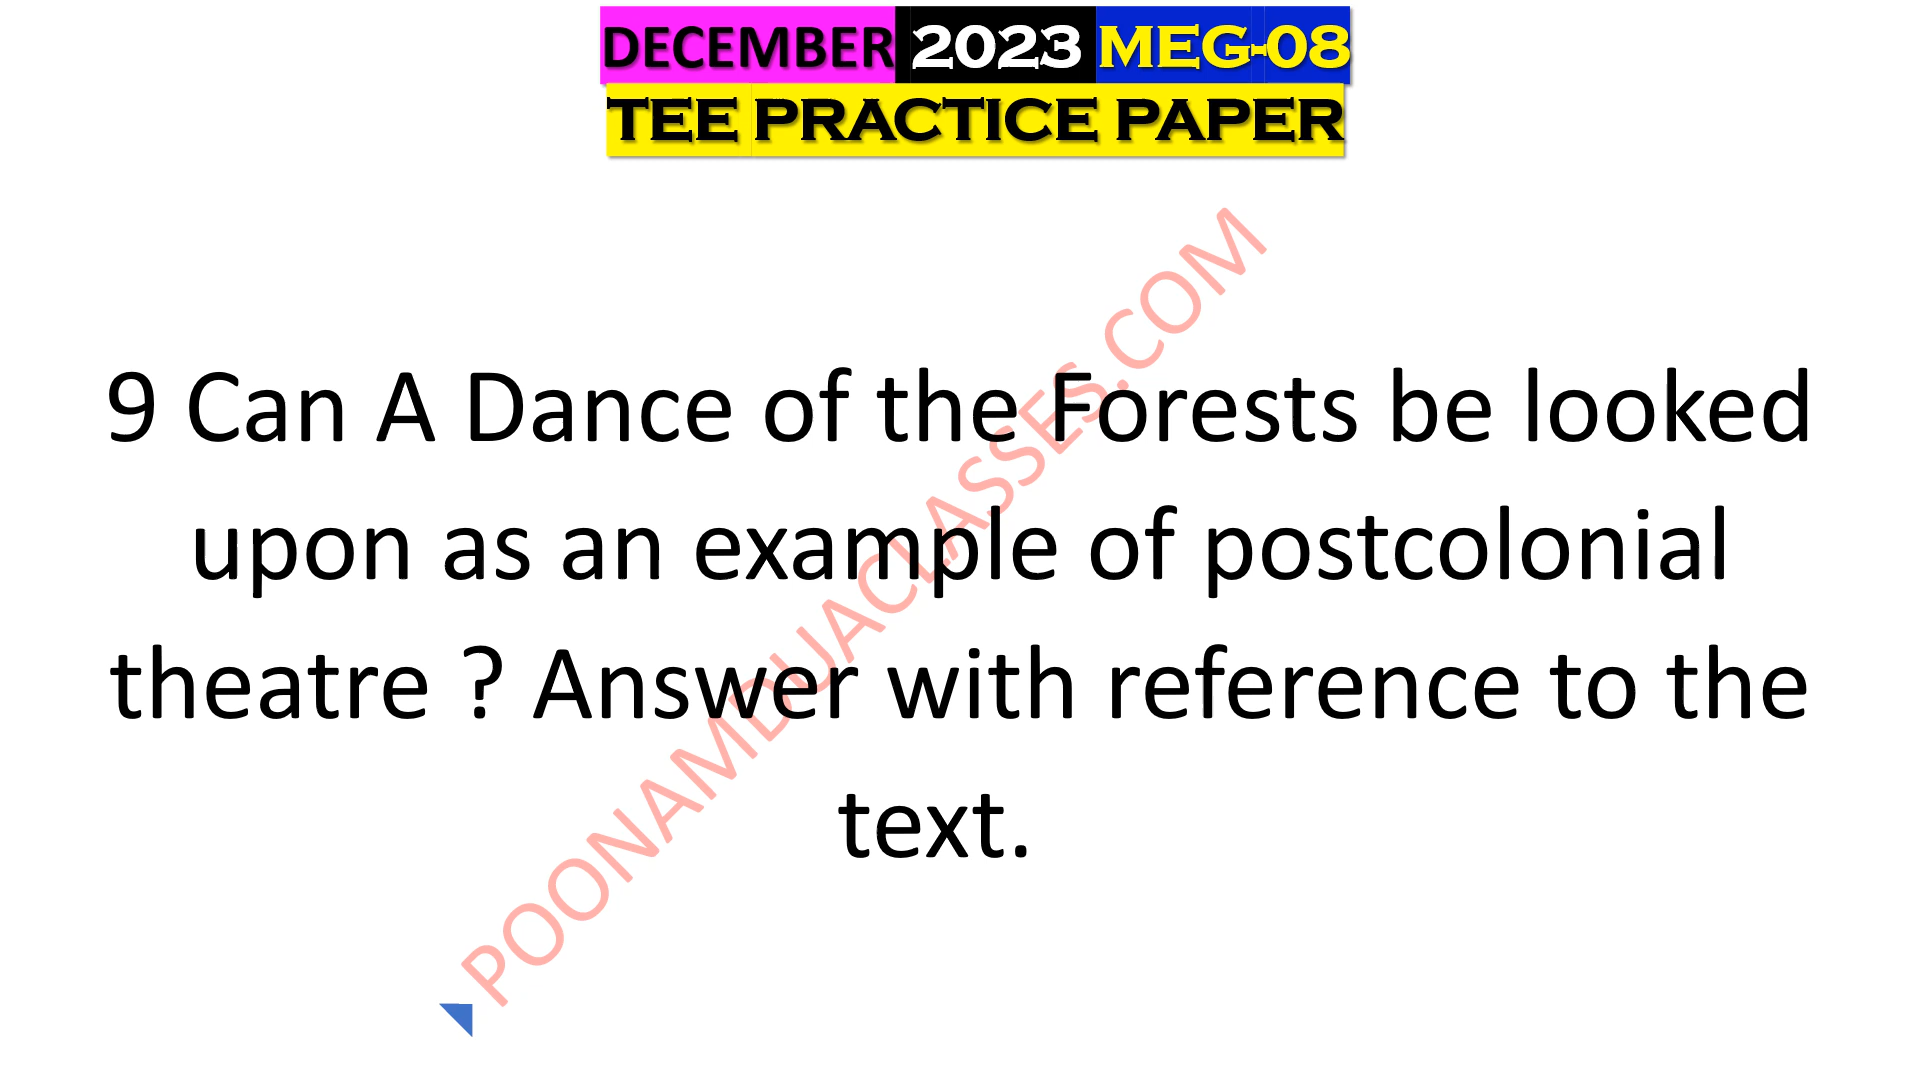 DECEMBER 2023 MEG-08
TEE PRACTICE PAPER
9 Can A Dance of the Forests be looked
upon as an example of postcolonial
theatre ? Answer with reference to the
text.
POONAMDUACLASSES.COM